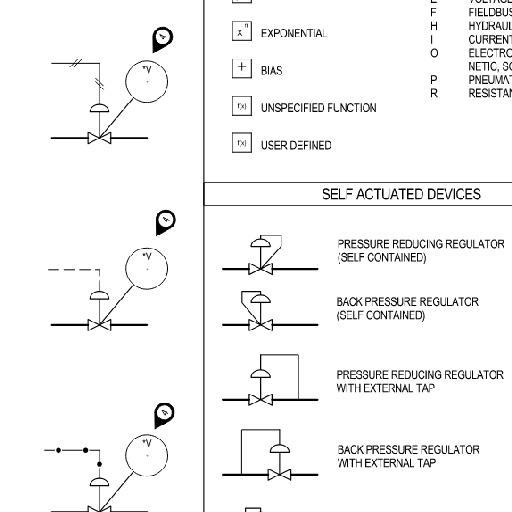 *V
*V
*V
xⁿ EXPONENTIAL
+ BIAS
f(x) UNSPECIFIED FUNCTION
f(x) USER DEFINED
F FIELDBUS
H HYDRAUL
I CURRENT
O ELECTRO
NETIC, SO
P PNEUMAT
R RESISTAN
SELF ACTUATED DEVICES
PRESSURE REDUCING REGULATOR
(SELF CONTAINED)
BACK PRESSURE REGULATOR
(SELF CONTAINED)
PRESSURE REDUCING REGULATOR
WITH EXTERNAL TAP
BACK PRESSURE REGULATOR
WITH EXTERNAL TAP